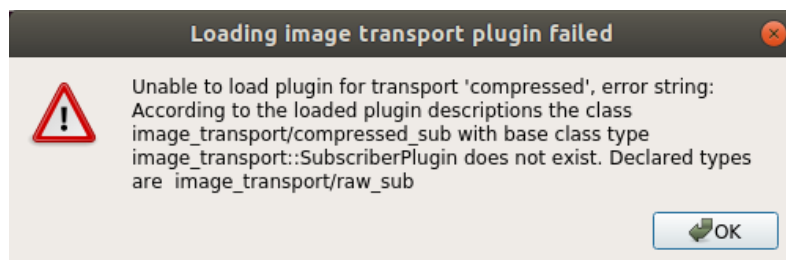 Loading image transport plugin failed
Unable to load plugin for transport 'compressed', error string:
According to the loaded plugin descriptions the class
image_transport/compressed_sub with base class type
image_transport::SubscriberPlugin does not exist. Declared types
are  image_transport/raw_sub
OK